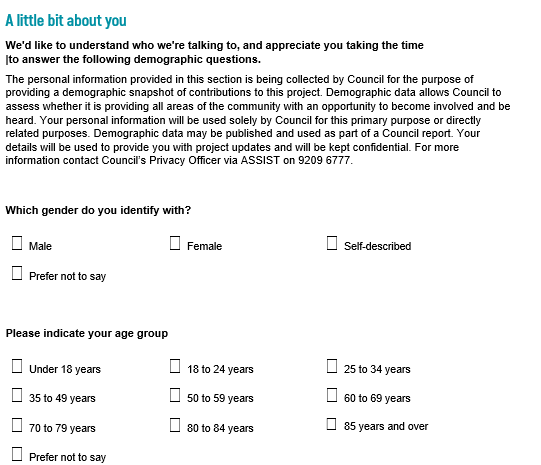 A little bit about you
We'd like to understand who we're talking to, and appreciate you taking the time
|to answer the following demographic questions.
The personal information provided in this section is being collected by Council for the purpose of
providing a demographic snapshot of contributions to this project. Demographic data allows Council to
assess whether it is providing all areas of the community with an opportunity to become involved and be
heard. Your personal information will be used solely by Council for this primary purpose or directly
related purposes. Demographic data may be published and used as part of a Council report. Your
details will be used to provide you with project updates and will be kept confidential. For more
information contact Council's Privacy Officer via ASSIST on 9209 6777.
Which gender do you identify with?
Male Female Self-described
Prefer not to say
Please indicate your age group
Under 18 years 18 to 24 years 25 to 34 years
35 to 49 years 50 to 59 years 60 to 69 years
70 to 79 years 80 to 84 years 85 years and over
Prefer not to say